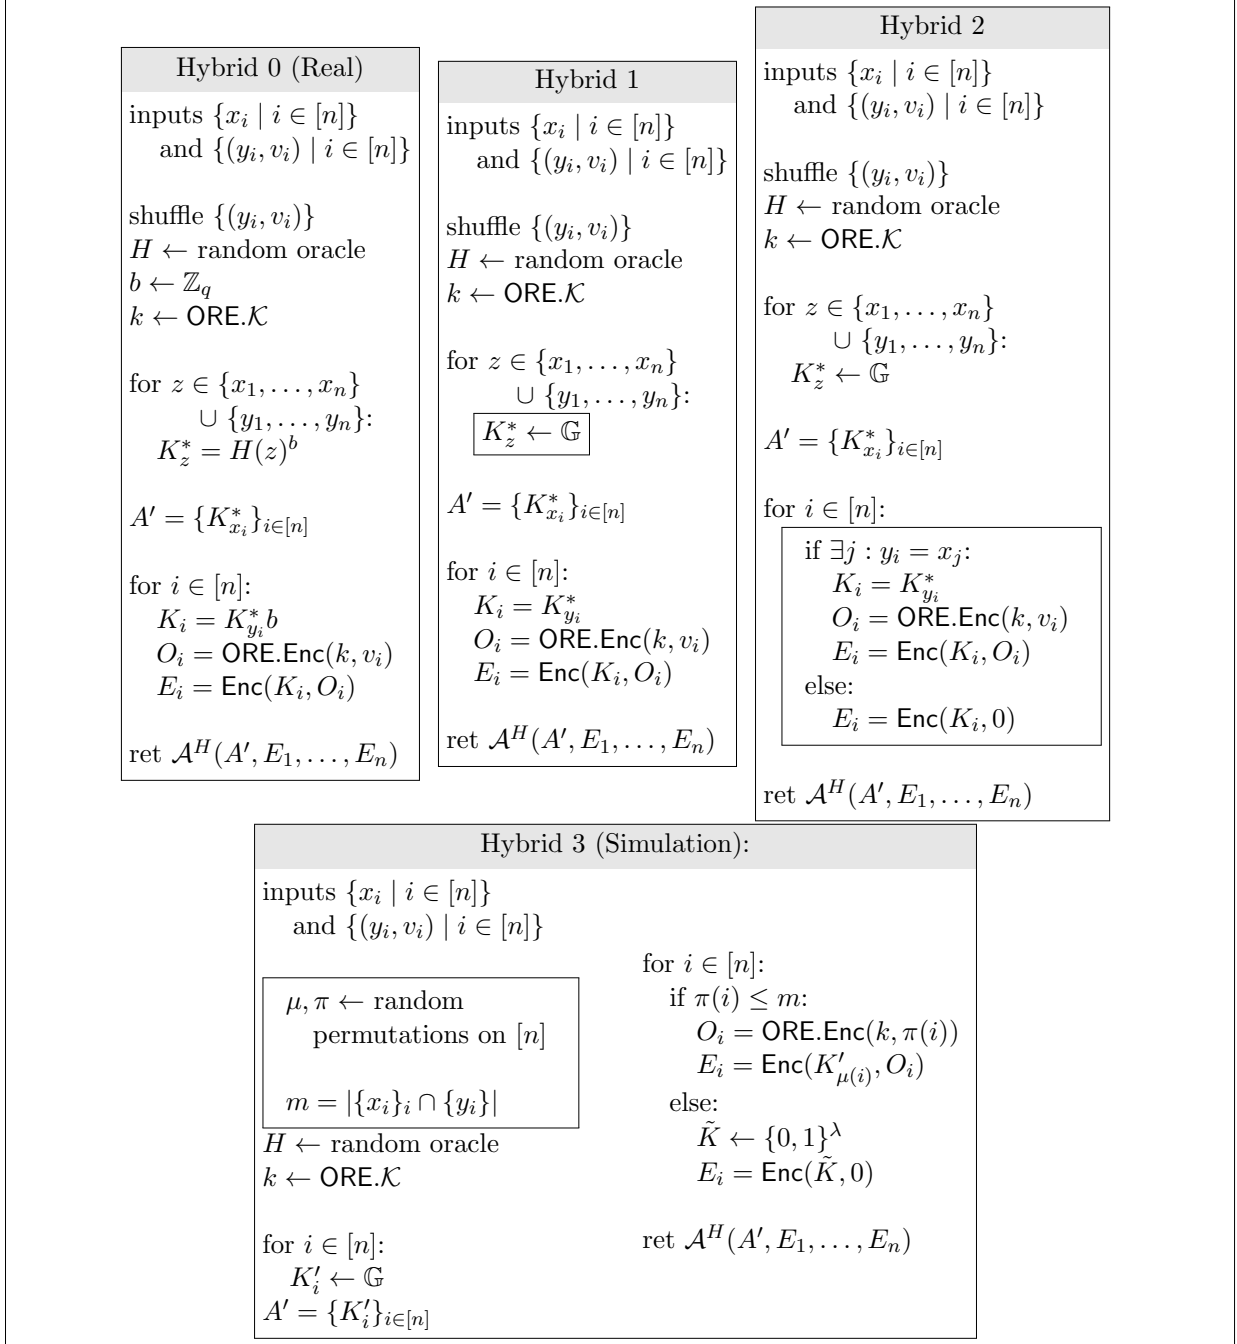 Hybrid 0 (Real)
inputs {x_i | i ∈ [n]}
and {(y_i, v_i) | i ∈ [n]}
shuffle {(y_i, v_i)}
H ← random oracle
b ← ℤ_q
k ← ORE.𝒦
for z ∈ {x_1, . . . , x_n}
∪ {y_1, . . . , y_n}:
K*_z = H(z)^b
A′ = {K*_{x_i}}_{i∈[n]}
for i ∈ [n]:
K_i = K*_{y_i} b
O_i = ORE.Enc(k, v_i)
E_i = Enc(K_i, O_i)
ret 𝒜^H(A′, E_1, . . . , E_n)
Hybrid 1
inputs {x_i | i ∈ [n]}
and {(y_i, v_i) | i ∈ [n]}
shuffle {(y_i, v_i)}
H ← random oracle
k ← ORE.𝒦
for z ∈ {x_1, . . . , x_n}
∪ {y_1, . . . , y_n}:
K*_z ← 𝔾
A′ = {K*_{x_i}}_{i∈[n]}
for i ∈ [n]:
K_i = K*_{y_i}
O_i = ORE.Enc(k, v_i)
E_i = Enc(K_i, O_i)
ret 𝒜^H(A′, E_1, . . . , E_n)
Hybrid 2
inputs {x_i | i ∈ [n]}
and {(y_i, v_i) | i ∈ [n]}
shuffle {(y_i, v_i)}
H ← random oracle
k ← ORE.𝒦
for z ∈ {x_1, . . . , x_n}
∪ {y_1, . . . , y_n}:
K*_z ← 𝔾
A′ = {K*_{x_i}}_{i∈[n]}
for i ∈ [n]:
if ∃j : y_i = x_j:
K_i = K*_{y_i}
O_i = ORE.Enc(k, v_i)
E_i = Enc(K_i, O_i)
else:
E_i = Enc(K_i, 0)
ret 𝒜^H(A′, E_1, . . . , E_n)
Hybrid 3 (Simulation):
inputs {x_i | i ∈ [n]}
and {(y_i, v_i) | i ∈ [n]}
μ, π ← random
permutations on [n]
m = |{x_i}_i ∩ {y_i}|
H ← random oracle
k ← ORE.𝒦
for i ∈ [n]:
K′_i ← 𝔾
A′ = {K′_i}_{i∈[n]}
for i ∈ [n]:
if π(i) ≤ m:
O_i = ORE.Enc(k, π(i))
E_i = Enc(K′_{μ(i)}, O_i)
else:
K̃ ← {0, 1}^λ
E_i = Enc(K̃, 0)
ret 𝒜^H(A′, E_1, . . . , E_n)